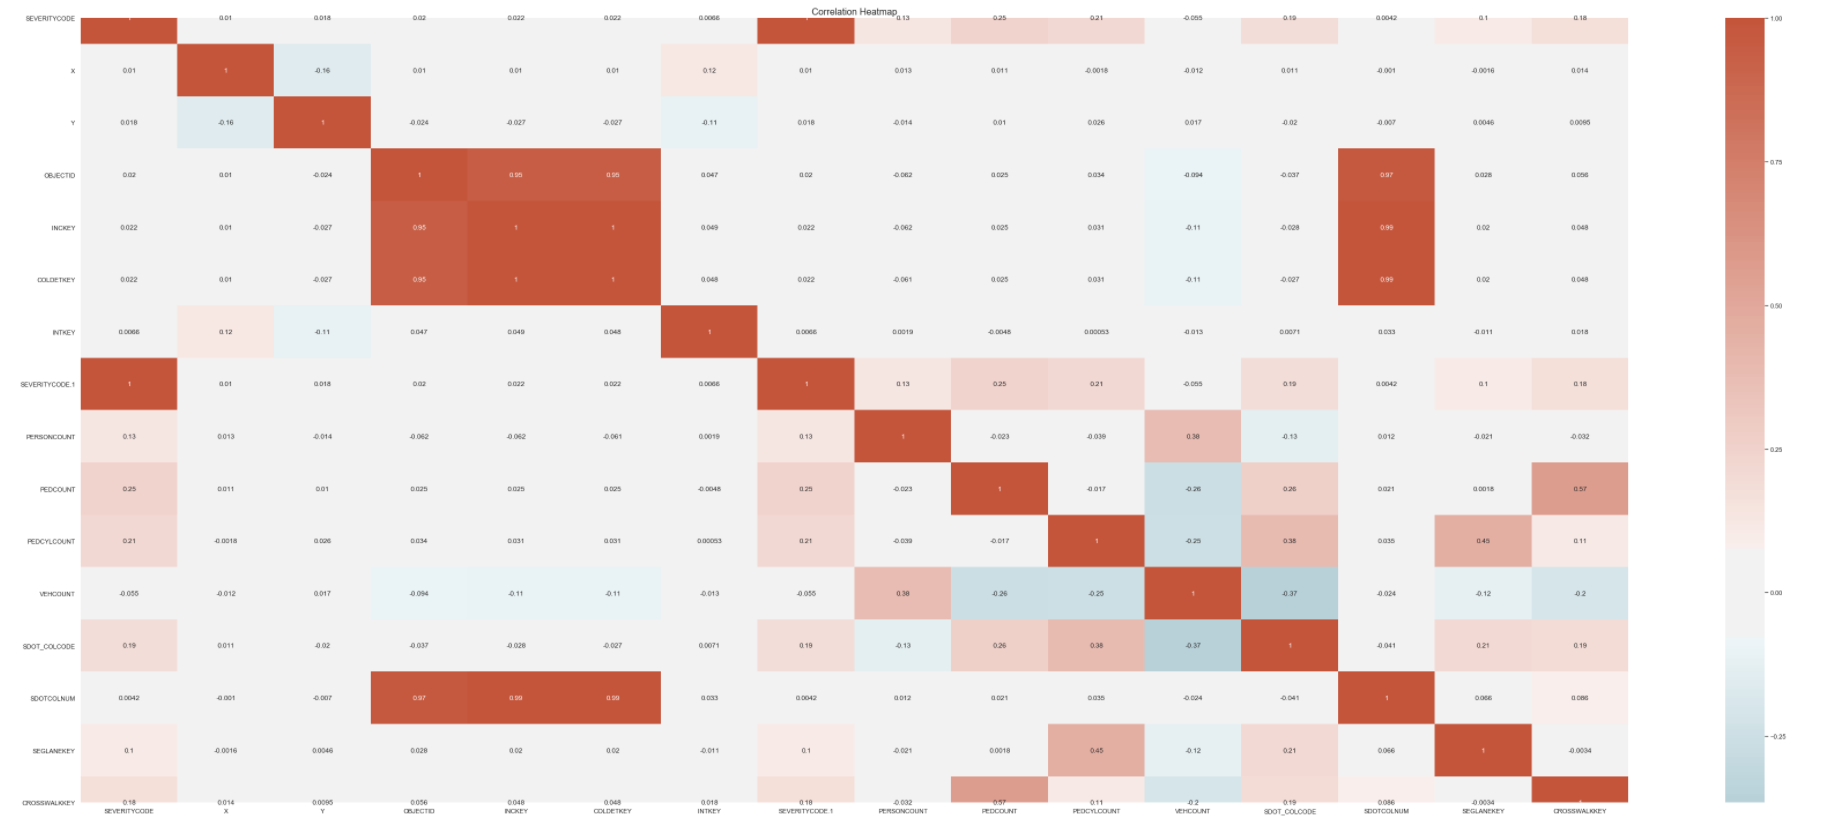 Correlation Heatmap
SEVERITYCODE 1 0.01 0.018 0.02 0.022 0.022 0.0066 1 0.13 0.25 0.21 -0.055 0.19 0.0042 0.1 0.18
X 0.01 1 -0.16 0.01 0.01 0.01 0.12 0.01 0.013 0.011 -0.0018 -0.012 0.011 -0.001 -0.0016 0.014
Y 0.018 -0.16 1 -0.024 -0.027 -0.027 -0.11 0.018 -0.014 0.01 0.026 0.017 -0.02 -0.007 0.0046 0.0095
OBJECTID 0.02 0.01 -0.024 1 0.95 0.95 0.047 0.02 -0.062 0.025 0.034 -0.094 -0.037 0.97 0.028 0.056
INCKEY 0.022 0.01 -0.027 0.95 1 1 0.049 0.022 -0.062 0.025 0.031 -0.11 -0.028 0.99 0.02 0.048
COLDETKEY 0.022 0.01 -0.027 0.95 1 1 0.048 0.022 -0.061 0.025 0.031 -0.11 -0.027 0.99 0.02 0.048
INTKEY 0.0066 0.12 -0.11 0.047 0.049 0.048 1 0.0066 0.0019 -0.0048 0.00053 -0.013 0.0071 0.033 -0.011 0.018
SEVERITYCODE.1 1 0.01 0.018 0.02 0.022 0.022 0.0066 1 0.13 0.25 0.21 -0.055 0.19 0.0042 0.1 0.18
PERSONCOUNT 0.13 0.013 -0.014 -0.062 -0.062 -0.061 0.0019 0.13 1 -0.023 -0.039 0.38 -0.13 0.012 -0.021 -0.032
PEDCOUNT 0.25 0.011 0.01 0.025 0.025 0.025 -0.0048 0.25 -0.023 1 -0.017 -0.26 0.26 0.021 0.0018 0.57
PEDCYLCOUNT 0.21 -0.0018 0.026 0.034 0.031 0.031 0.00053 0.21 -0.039 -0.017 1 -0.25 0.38 0.035 0.45 0.11
VEHCOUNT -0.055 -0.012 0.017 -0.094 -0.11 -0.11 -0.013 -0.055 0.38 -0.26 -0.25 1 -0.37 -0.024 -0.12 -0.2
SDOT_COLCODE 0.19 0.011 -0.02 -0.037 -0.028 -0.027 0.0071 0.19 -0.13 0.26 0.38 -0.37 1 -0.041 0.21 0.19
SDOTCOLNUM 0.0042 -0.001 -0.007 0.97 0.99 0.99 0.033 0.0042 0.012 0.021 0.035 -0.024 -0.041 1 0.066 0.086
SEGLANEKEY 0.1 -0.0016 0.0046 0.028 0.02 0.02 -0.011 0.1 -0.021 0.0018 0.45 -0.12 0.21 0.066 1 -0.0034
CROSSWALKKEY 0.18 0.014 0.0095 0.056 0.048 0.048 0.018 0.18 -0.032 0.57 0.11 -0.2 0.19 0.086 -0.0034 1
SEVERITYCODE X Y OBJECTID INCKEY COLDETKEY INTKEY SEVERITYCODE.1 PERSONCOUNT PEDCOUNT PEDCYLCOUNT VEHCOUNT SDOT_COLCODE SDOTCOLNUM SEGLANEKEY CROSSWALKKEY
1.00
0.75
0.50
0.25
0.00
-0.25